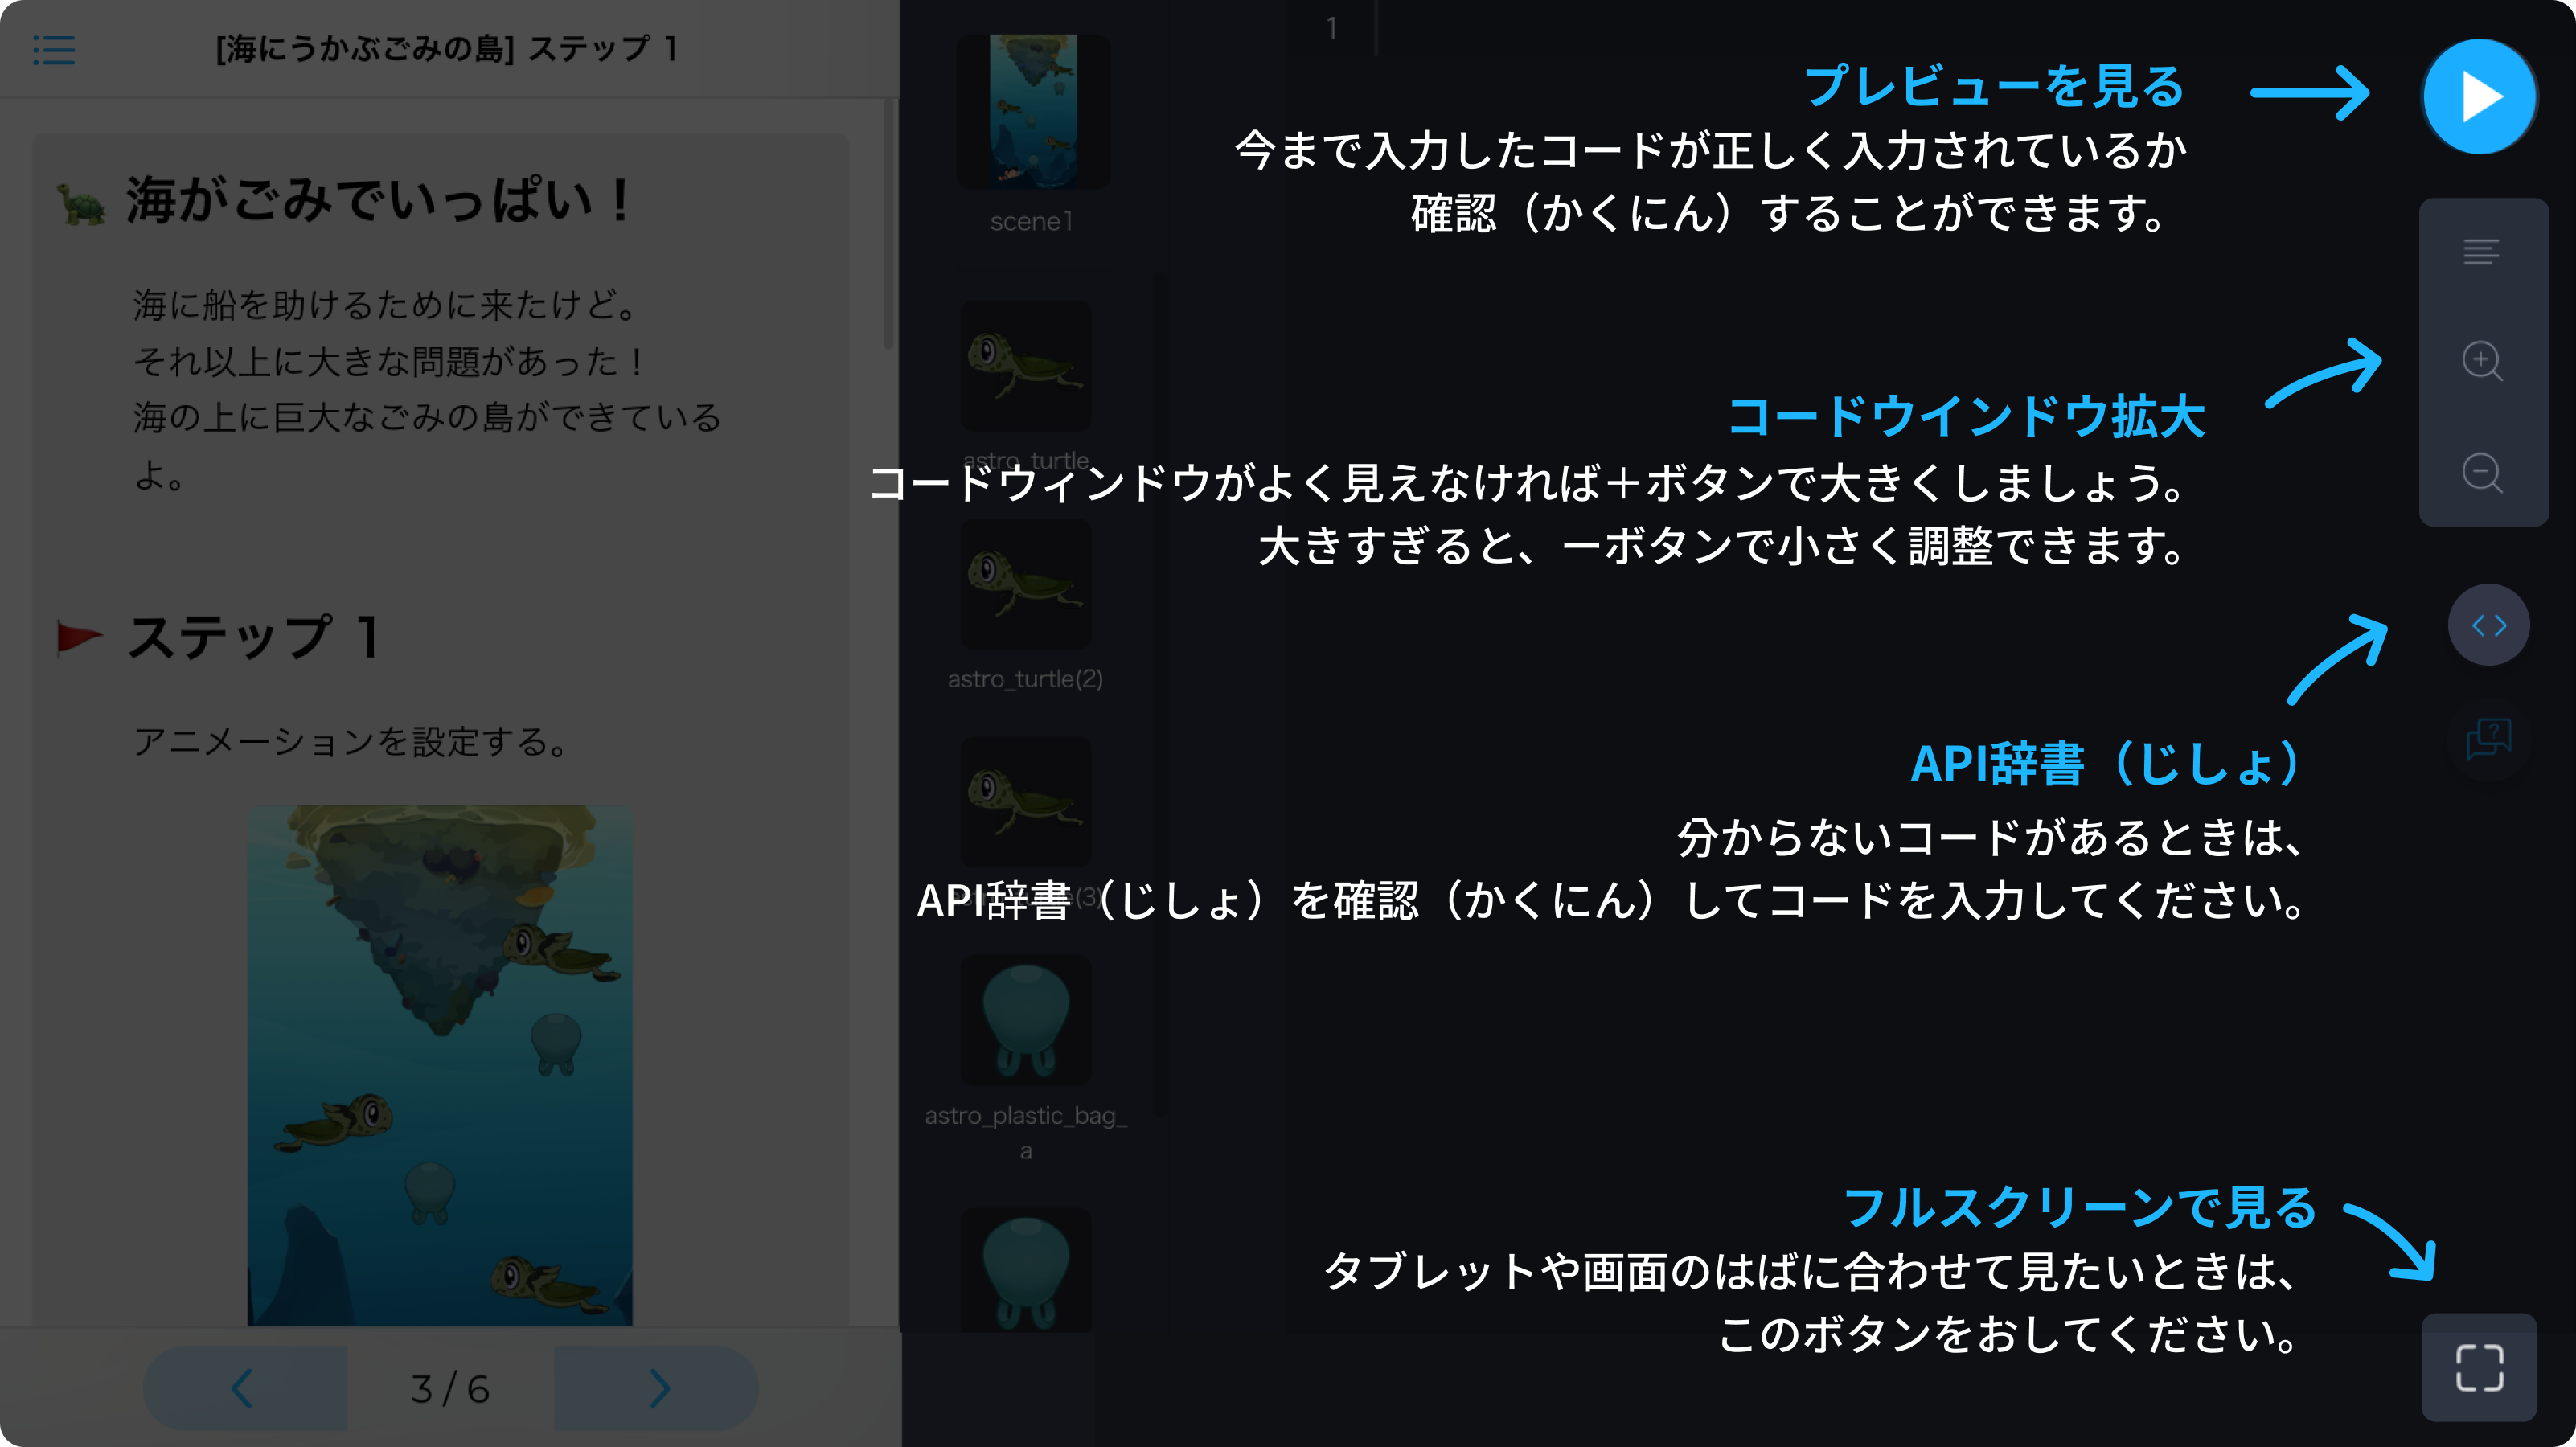 [海にうかぶごみの島] ステップ 1
海がごみでいっぱい！
海に船を助けるために来たけど。
それ以上に大きな問題があった！
海の上に巨大なごみの島ができている
よ。
ステップ 1
アニメーションを設定する。
3 / 6
scene1
astro_turtle
astro_turtle(2)
astro_plastic_bag_
a
1
プレビューを見る
今まで入力したコードが正しく入力されているか
確認（かくにん）することができます。
コードウインドウ拡大
コードウィンドウがよく見えなければ＋ボタンで大きくしましょう。
大きすぎると、ーボタンで小さく調整できます。
API辞書（じしょ）
分からないコードがあるときは、
API辞書（じしょ）を確認（かくにん）してコードを入力してください。
フルスクリーンで見る
タブレットや画面のはばに合わせて見たいときは、
このボタンをおしてください。